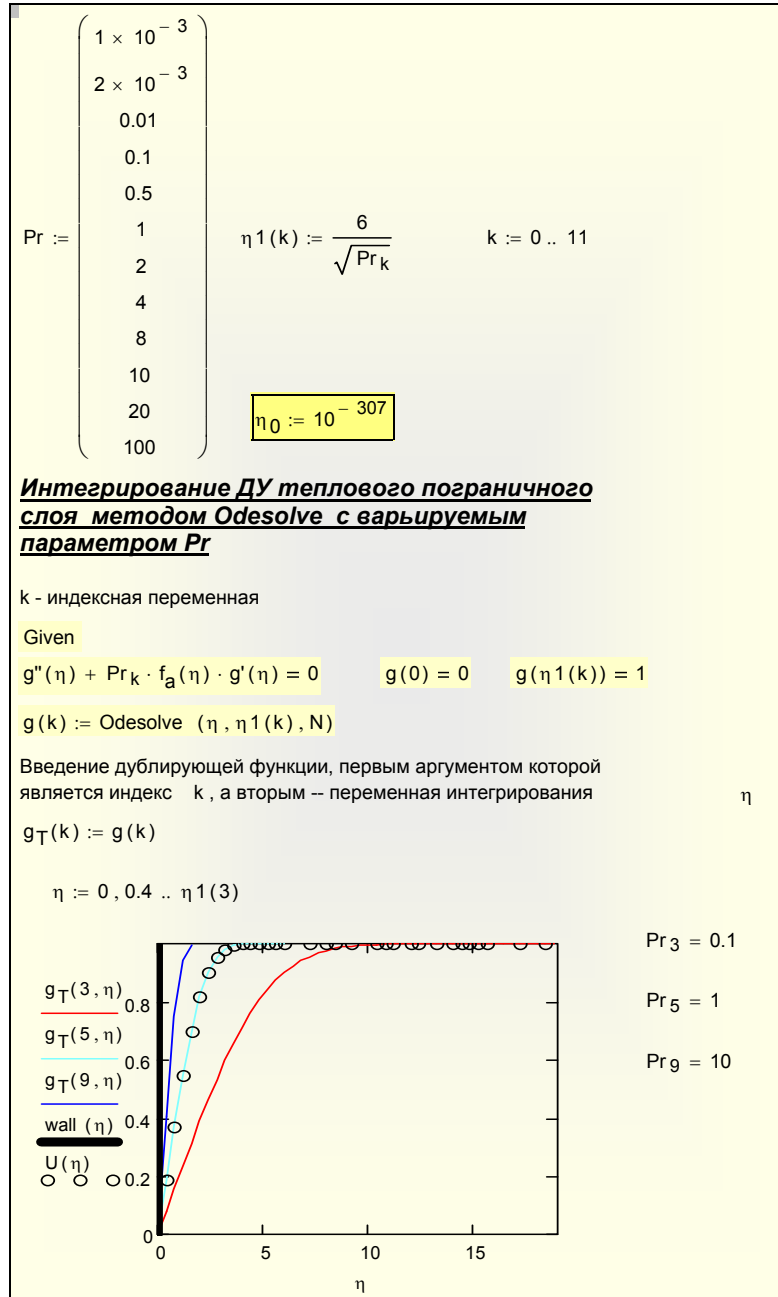 1 × 10^−3
2 × 10^−3
0.01
0.1
0.5
1
2
4
8
10
20
100
Pr := η1(k) := 6 / √Pr_k k := 0 .. 11
η_0 := 10^−307
Интегрирование ДУ теплового пограничного
слоя методом Odesolve с варьируемым
параметром Pr
k - индексная переменная
Given
g''(η) + Pr_k · f_a(η) · g'(η) = 0 g(0) = 0 g(η1(k)) = 1
g(k) := Odesolve (η , η1(k) , N)
Введение дублирующей функции, первым аргументом которой
является индекс k , а вторым -- переменная интегрирования η
g_T(k) := g(k)
η := 0 , 0.4 .. η1(3)
g_T(3, η)
g_T(5, η)
g_T(9, η)
wall (η)
U(η)
0.8
0.6
0.4
0.2
0
0 5 10 15
η
Pr_3 = 0.1
Pr_5 = 1
Pr_9 = 10